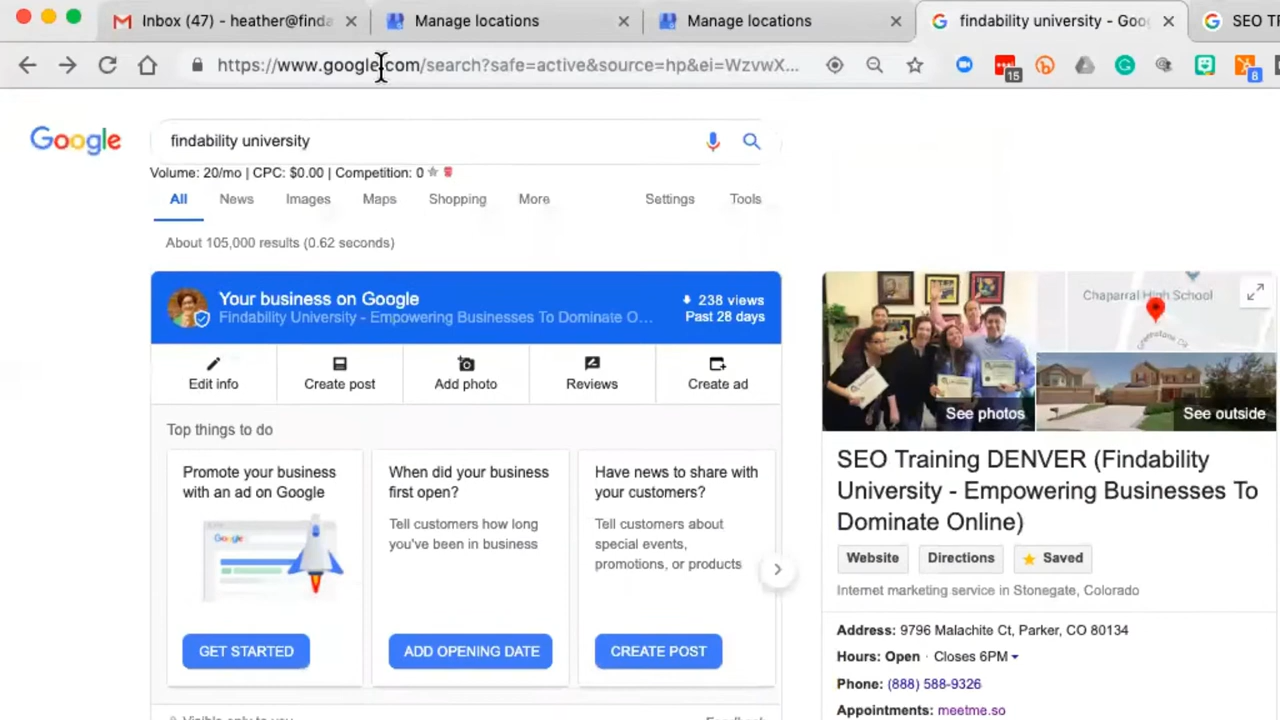 Inbox (47) - heather@finda
Manage locations
Manage locations
findability university - Goo
SEO T
https://www.google.com/search?safe=active&source=hp&ei=WzvwX...
15
8
Google
findability university
Volume: 20/mo | CPC: $0.00 | Competition: 0
All News Images Maps Shopping More Settings Tools
About 105,000 results (0.62 seconds)
Your business on Google
Findability University - Empowering Businesses To Dominate O...
238 views
Past 28 days
Edit info
Create post
Add photo
Reviews
Create ad
Top things to do
Promote your business
with an ad on Google
Google
GET STARTED
When did your business
first open?
Tell customers how long
you've been in business
ADD OPENING DATE
Have news to share with
your customers?
Tell customers about
special events,
promotions, or products
CREATE POST
Chaparral High School
Greenstone Cir
See photos
See outside
SEO Training DENVER (Findability
University - Empowering Businesses To
Dominate Online)
Website
Directions
Saved
Internet marketing service in Stonegate, Colorado
Address: 9796 Malachite Ct, Parker, CO 80134
Hours: Open · Closes 6PM
Phone: (888) 588-9326
Appointments: meetme.so